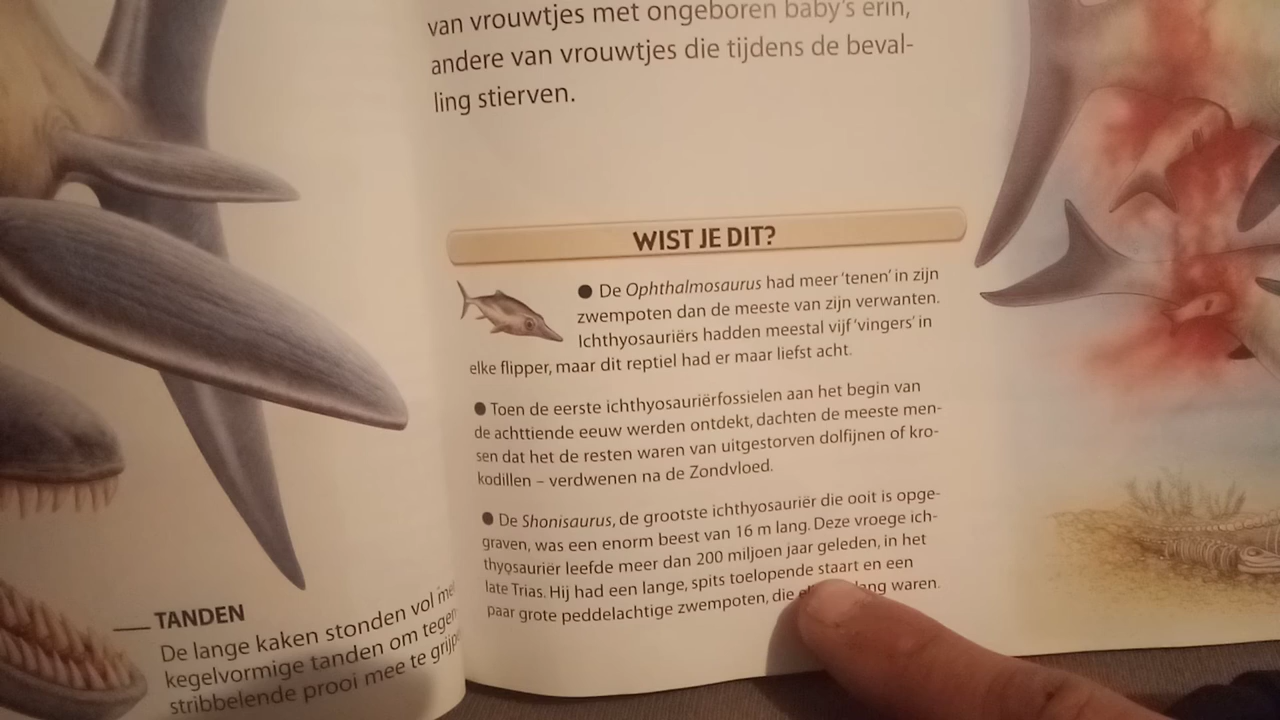 van vrouwtjes met ongeboren baby's erin,
andere van vrouwtjes die tijdens de beval-
ling stierven.
WIST JE DIT?
● De Ophthalmosaurus had meer 'tenen' in zijn
zwempoten dan de meeste van zijn verwanten.
Ichthyosauriërs hadden meestal vijf 'vingers' in
elke flipper, maar dit reptiel had er maar liefst acht.
● Toen de eerste ichthyosauriërfossielen aan het begin van
de achttiende eeuw werden ontdekt, dachten de meeste men-
sen dat het de resten waren van uitgestorven dolfijnen of kro-
kodillen – verdwenen na de Zondvloed.
● De Shonisaurus, de grootste ichthyosauriër die ooit is opge-
graven, was een enorm beest van 16 m lang. Deze vroege ich-
thyosauriër leefde meer dan 200 miljoen jaar geleden, in het
late Trias. Hij had een lange, spits toelopende staart en een
paar grote peddelachtige zwempoten, die lang waren.
TANDEN
De lange kaken stonden vol
kegelvormige tanden om
stribbelende prooi mee te